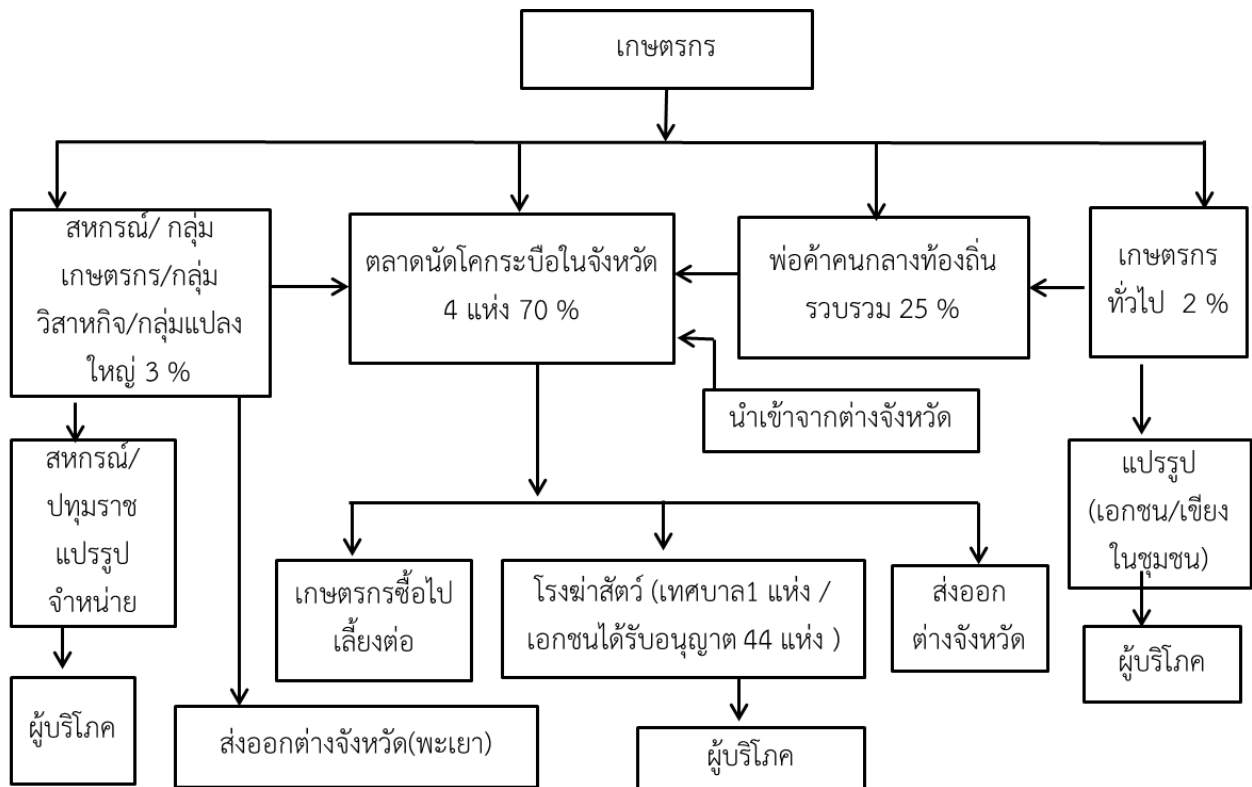 เกษตรกร
สหกรณ์/ กลุ่ม
เกษตรกร/กลุ่ม
วิสาหกิจ/กลุ่มแปลง
ใหญ่ 3 %
ตลาดนัดโคกระบือในจังหวัด
4 แห่ง 70 %
พ่อค้าคนกลางท้องถิ่น
รวบรวม 25 %
เกษตรกร
ทั่วไป 2 %
นำเข้าจากต่างจังหวัด
สหกรณ์/
ปทุมราช
แปรรูป
จำหน่าย
แปรรูป
(เอกชน/เขียง
ในชุมชน)
เกษตรกรซื้อไป
เลี้ยงต่อ
โรงฆ่าสัตว์ (เทศบาล1 แห่ง /
เอกชนได้รับอนุญาต 44 แห่ง )
ส่งออก
ต่างจังหวัด
ผู้บริโภค
ผู้บริโภค
ส่งออกต่างจังหวัด(พะเยา)
ผู้บริโภค